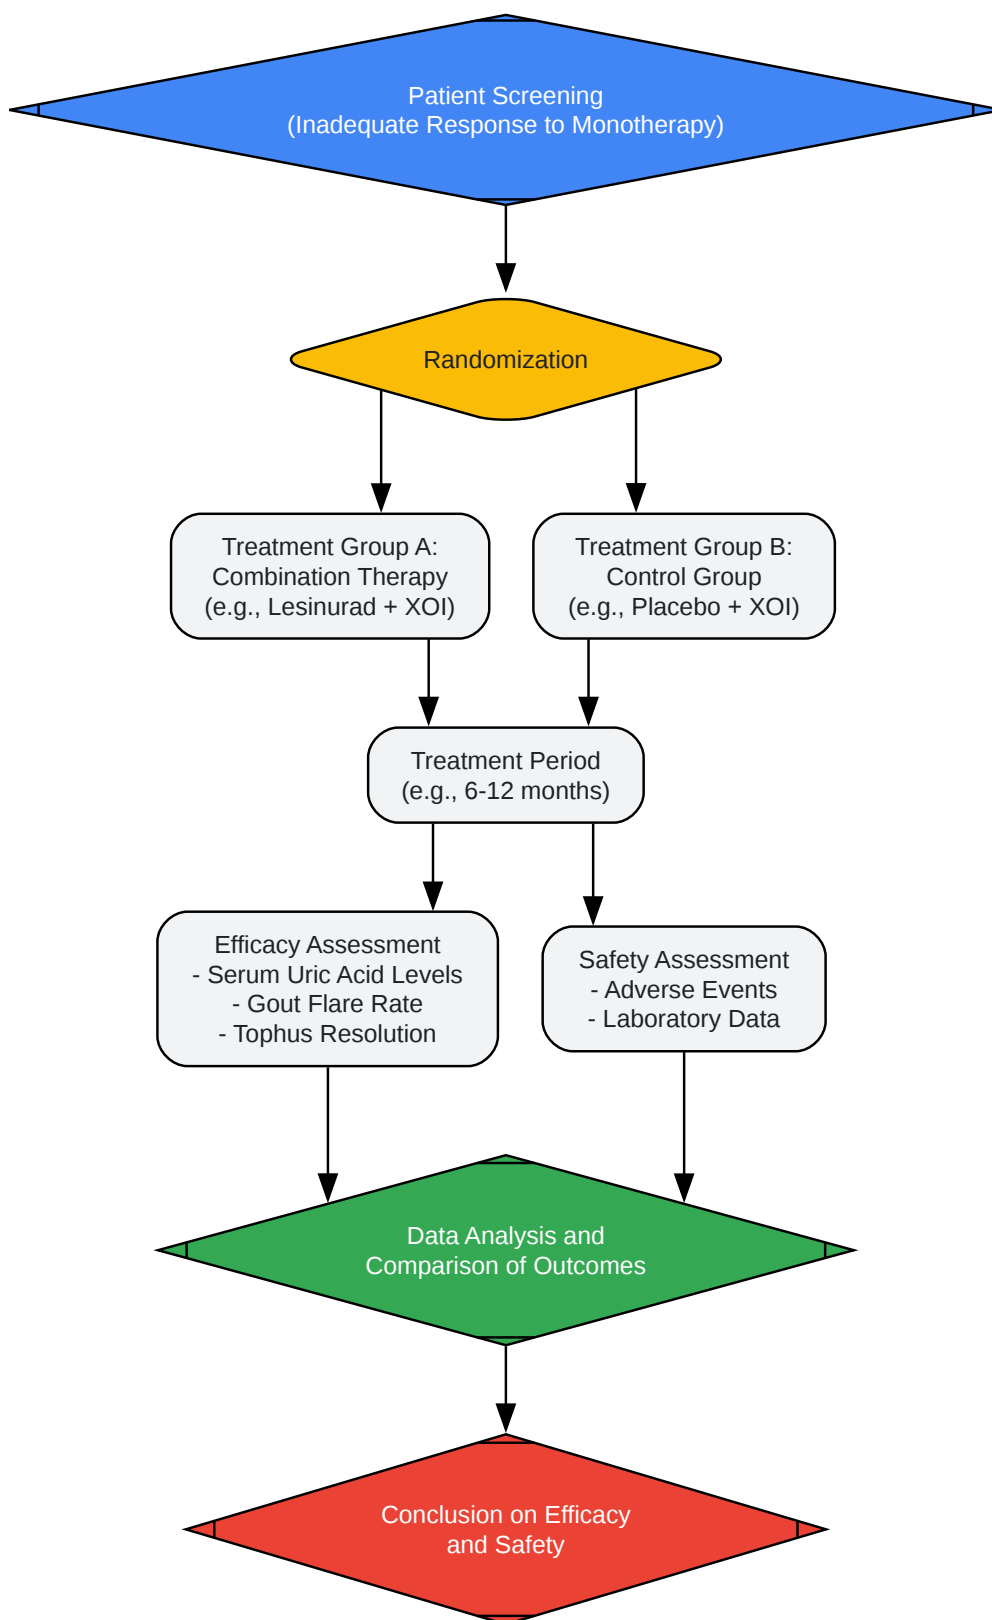 Patient Screening
(Inadequate Response to Monotherapy)
Randomization
Treatment Group A:
Combination Therapy
(e.g., Lesinurad + XOI)
Treatment Group B:
Control Group
(e.g., Placebo + XOI)
Treatment Period
(e.g., 6-12 months)
Efficacy Assessment
- Serum Uric Acid Levels
- Gout Flare Rate
- Tophus Resolution
Safety Assessment
- Adverse Events
- Laboratory Data
Data Analysis and
Comparison of Outcomes
Conclusion on Efficacy
and Safety